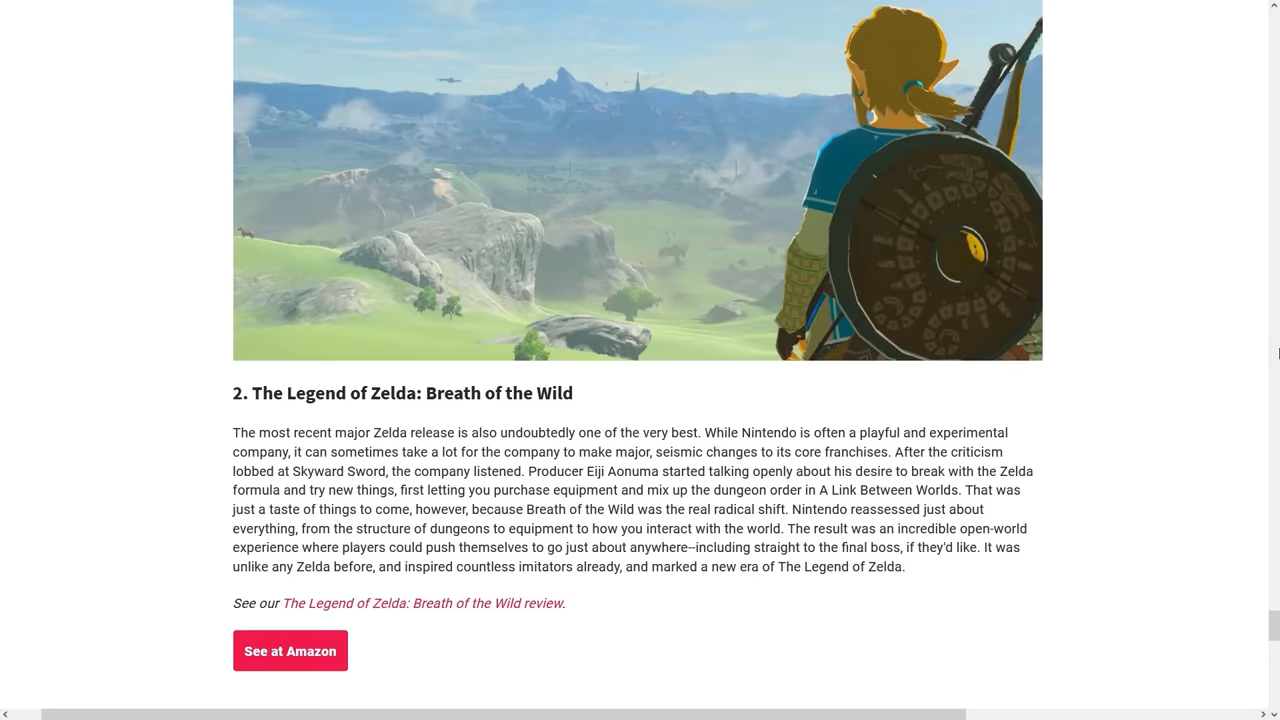 2. The Legend of Zelda: Breath of the Wild
The most recent major Zelda release is also undoubtedly one of the very best. While Nintendo is often a playful and experimental
company, it can sometimes take a lot for the company to make major, seismic changes to its core franchises. After the criticism
lobbed at Skyward Sword, the company listened. Producer Eiji Aonuma started talking openly about his desire to break with the Zelda
formula and try new things, first letting you purchase equipment and mix up the dungeon order in A Link Between Worlds. That was
just a taste of things to come, however, because Breath of the Wild was the real radical shift. Nintendo reassessed just about
everything, from the structure of dungeons to equipment to how you interact with the world. The result was an incredible open-world
experience where players could push themselves to go just about anywhere--including straight to the final boss, if they'd like. It was
unlike any Zelda before, and inspired countless imitators already, and marked a new era of The Legend of Zelda.
See our The Legend of Zelda: Breath of the Wild review.
See at Amazon